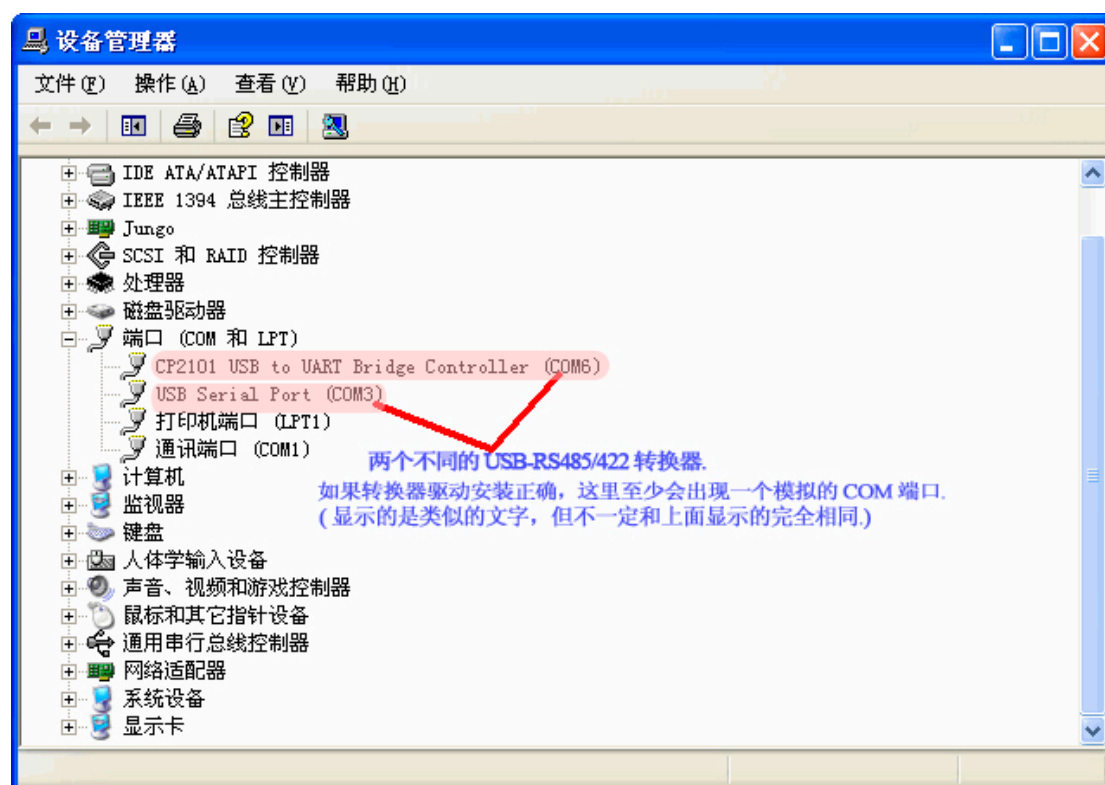 设备管理器
文件(F) 操作(A) 查看(V) 帮助(H)
IDE ATA/ATAPI 控制器
IEEE 1394 总线主控制器
Jungo
SCSI 和 RAID 控制器
处理器
磁盘驱动器
端口 (COM 和 LPT)
CP2101 USB to UART Bridge Controller (COM6)
USB Serial Port (COM3)
打印机端口 (LPT1)
通讯端口 (COM1)
两个不同的 USB-RS485/422 转换器.
计算机
如果转换器驱动安装正确，这里至少会出现一个模拟的 COM 端口.
监视器
(显示的是类似的文字，但不一定和上面显示的完全相同.)
键盘
人体学输入设备
声音、视频和游戏控制器
鼠标和其它指针设备
通用串行总线控制器
网络适配器
系统设备
显示卡